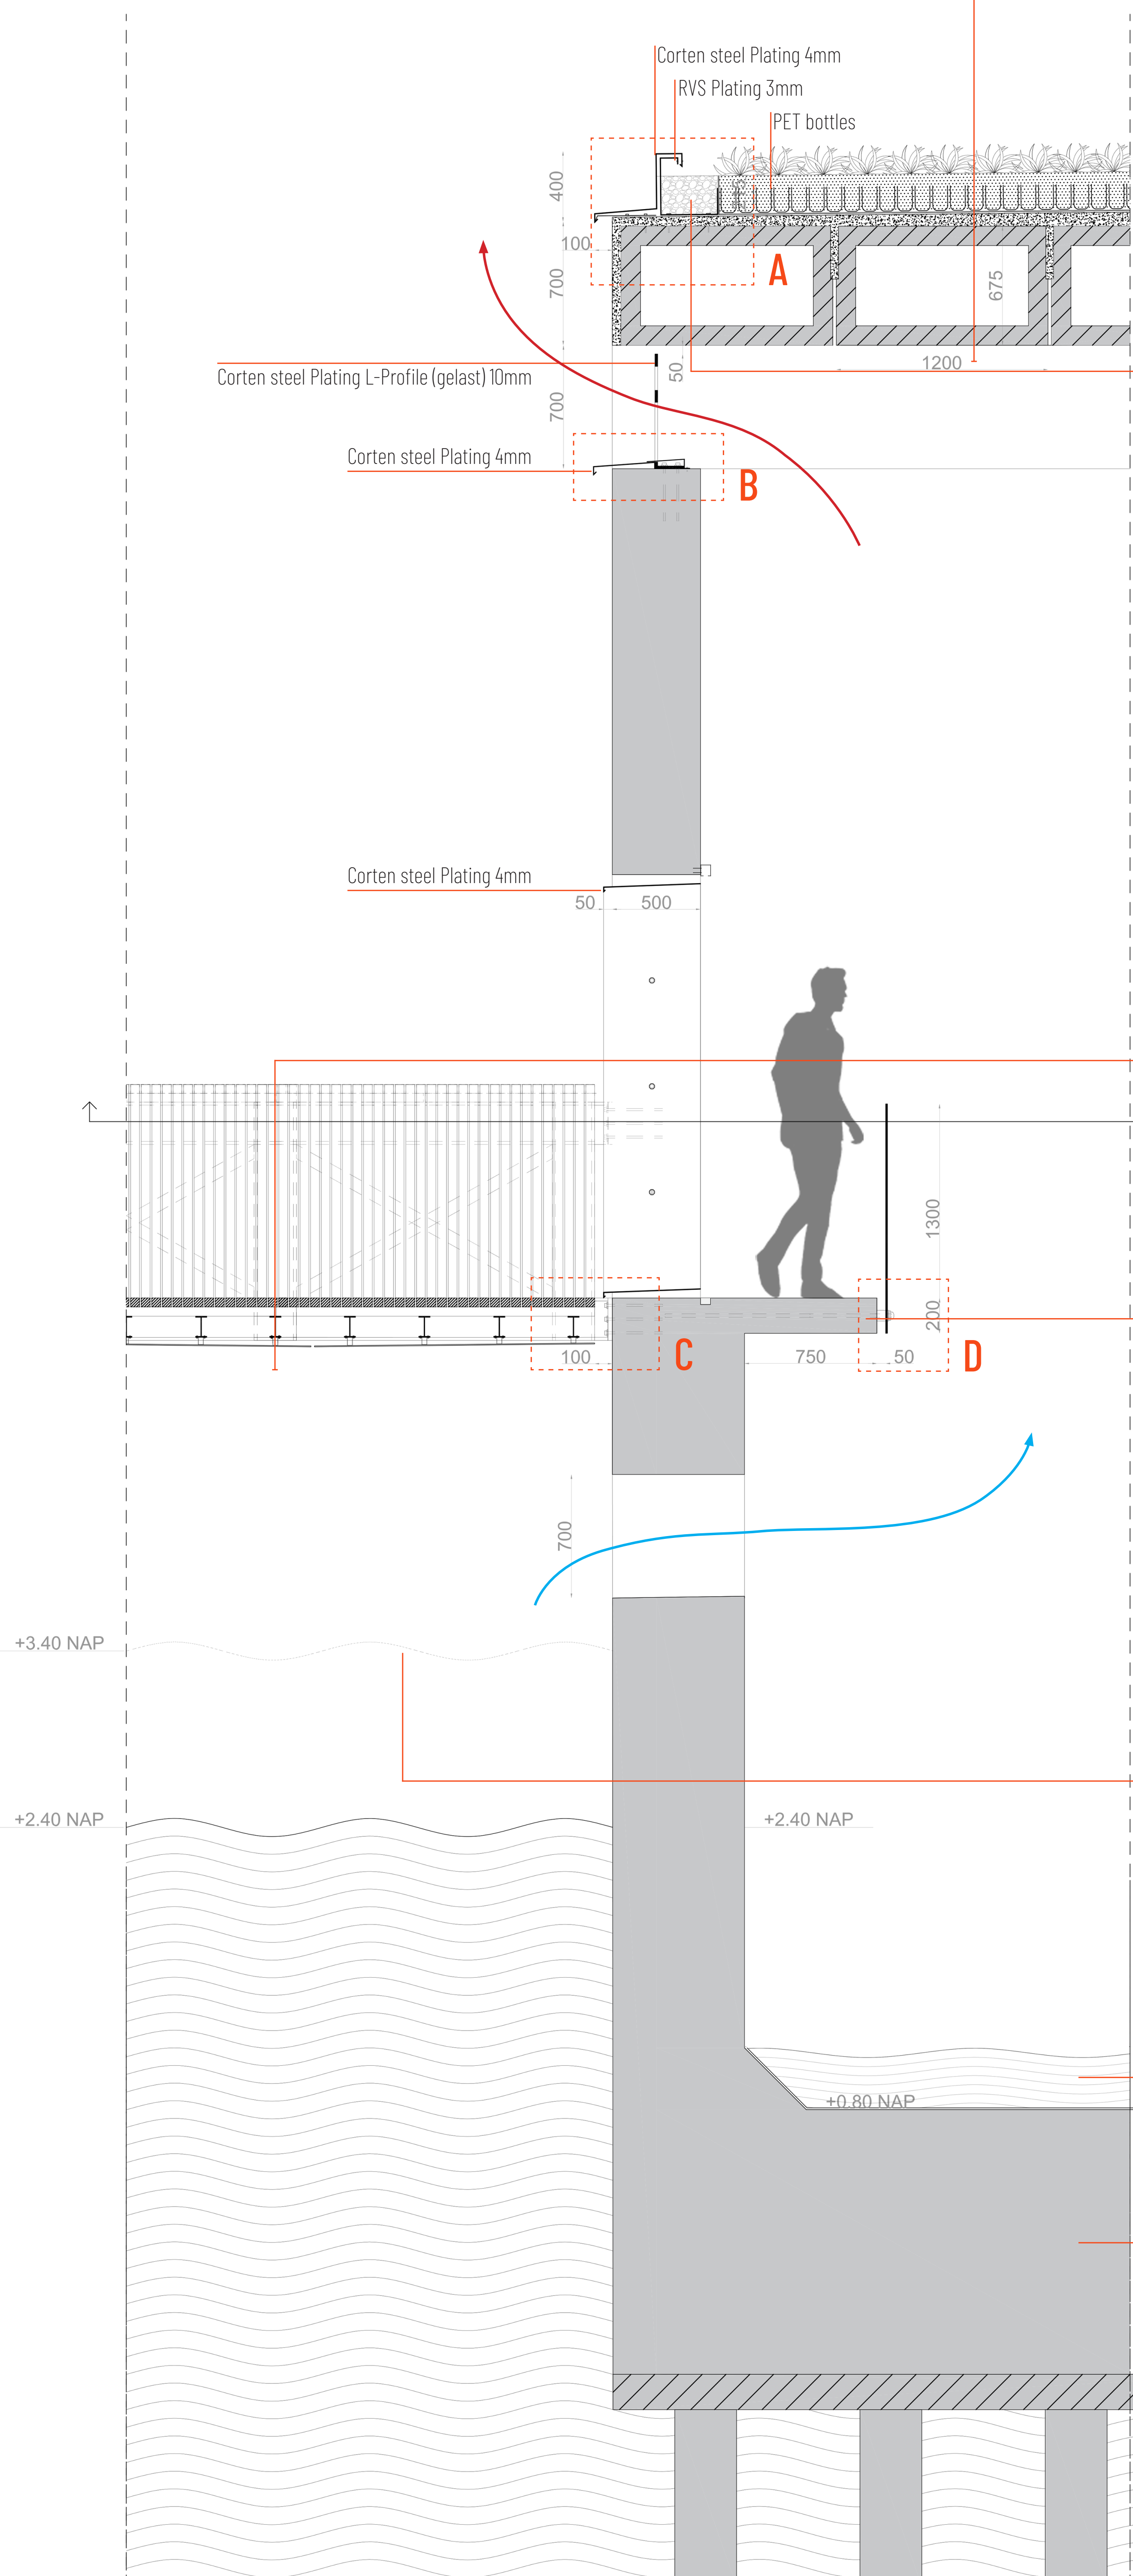 Corten steel Plating 4mm
RVS Plating 3mm
PET bottles
400
100
A
700
675
1200
50
Corten steel Plating L-Profile (gelast) 10mm
700
Corten steel Plating 4mm
B
Corten steel Plating 4mm
50
500
1300
200
100
C
750
50
D
700
+3.40 NAP
+2.40 NAP
+2.40 NAP
+0.80 NAP